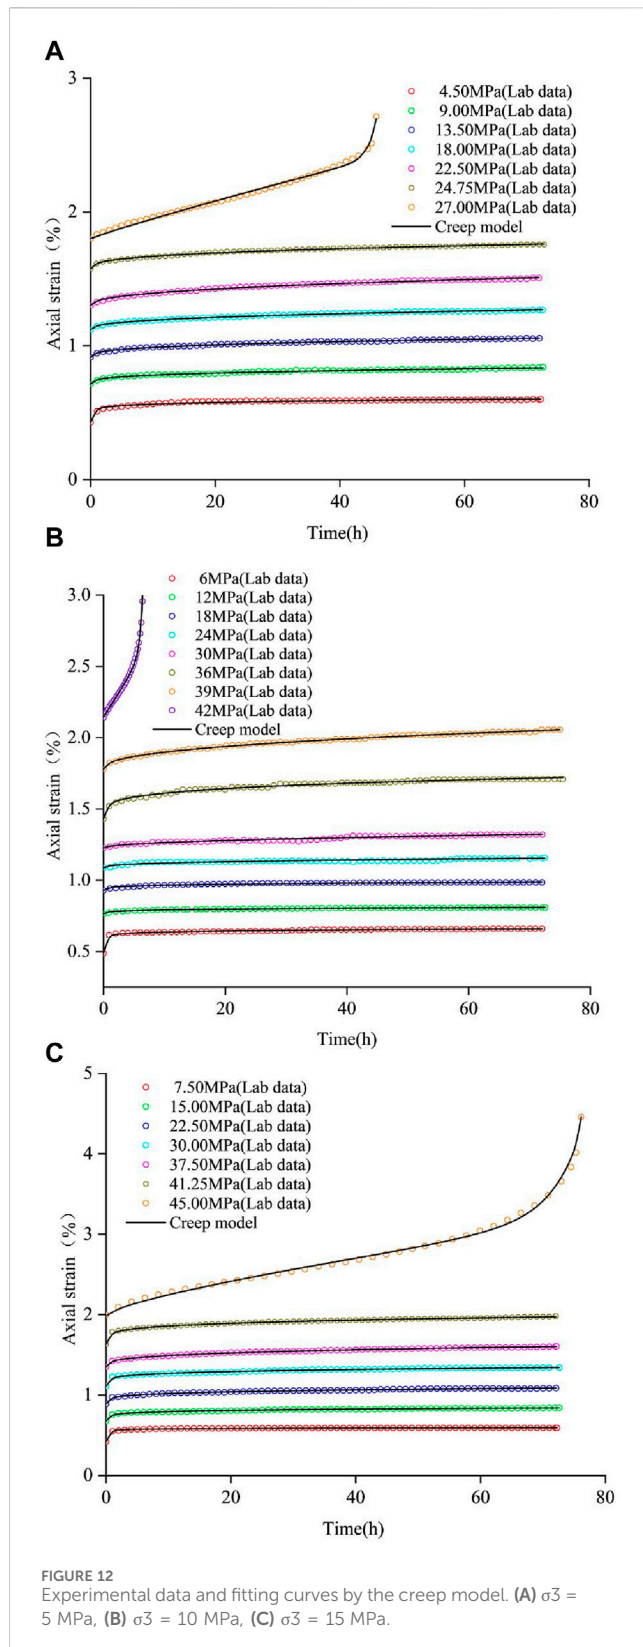 A
3
2
1
0
Axial strain（%）
4.50MPa(Lab data)
9.00MPa(Lab data)
13.50MPa(Lab data)
18.00MPa(Lab data)
22.50MPa(Lab data)
24.75MPa(Lab data)
27.00MPa(Lab data)
Creep model
0 20 40 60 80
Time(h)
B
3.0
2.5
2.0
1.5
1.0
0.5
Axial strain（%）
6MPa(Lab data)
12MPa(Lab data)
18MPa(Lab data)
24MPa(Lab data)
30MPa(Lab data)
36MPa(Lab data)
39MPa(Lab data)
42MPa(Lab data)
Creep model
0 20 40 60 80
Time(h)
C
5
4
3
2
1
0
Axial strain（%）
7.50MPa(Lab data)
15.00MPa(Lab data)
22.50MPa(Lab data)
30.00MPa(Lab data)
37.50MPa(Lab data)
41.25MPa(Lab data)
45.00MPa(Lab data)
Creep model
0 20 40 60 80
Time(h)
FIGURE 12
Experimental data and fitting curves by the creep model. (A) σ3 =
5 MPa, (B) σ3 = 10 MPa, (C) σ3 = 15 MPa.